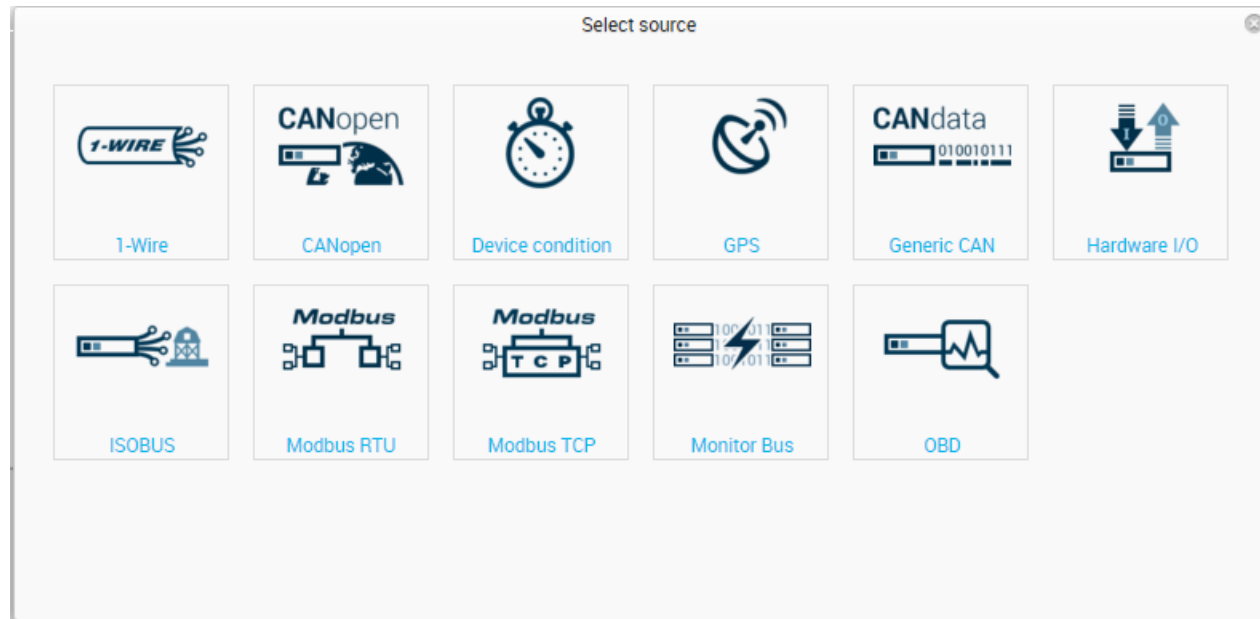 Select source
1-WIRE
1-Wire
CANopen
CANopen
Device condition
GPS
CANdata
010010111
Generic CAN
I O
Hardware I/O
ISOBUS
Modbus
Modbus RTU
Modbus
TCP
Modbus TCP
Monitor Bus
OBD